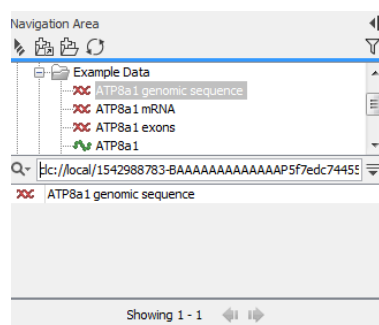 Navigation Area
Example Data
ATP8a1 genomic sequence
ATP8a1 mRNA
ATP8a1 exons
ATP8a1
clc://local/1542988783-BAAAAAAAAAAAAAP5f7edc74455
ATP8a1 genomic sequence
Showing 1 - 1